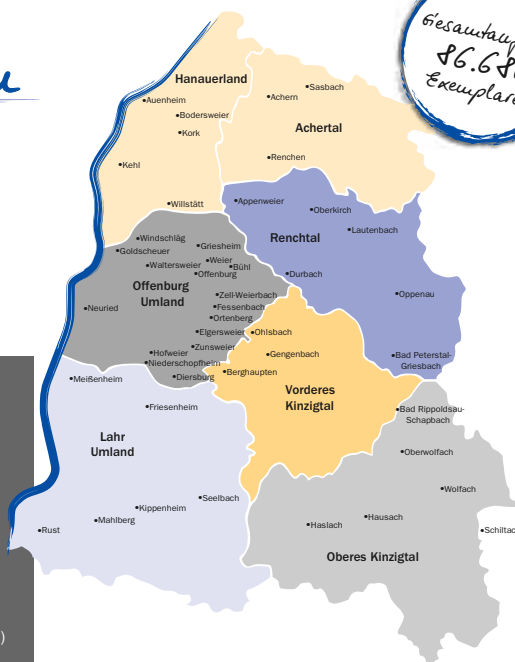 Gesamtau
86.68
Exemplare
Hanauerland
Auenheim
Bodersweier
Kork
Kehl
Willstätt
Sasbach
Achern
Achertal
Renchen
Appenweier
Oberkirch
Lautenbach
Renchtal
Durbach
Oppenau
Bad Peterstal-
Griesbach
Windschläg
Goldscheuer
Griesheim
Weier
Waltersweier
Bühl
Offenburg
Offenburg
Umland
Zell-Weierbach
Fessenbach
Ortenberg
Neuried
Elgersweier
Zunsweier
Hofweier
Niederschopfheim
Diersburg
Ohlsbach
Gengenbach
Berghaupten
Vorderes
Kinzigtal
Meißenheim
Friesenheim
Lahr
Umland
Seelbach
Kippenheim
Mahlberg
Rust
Bad Rippoldsau-
Schapbach
Oberwolfach
Wolfach
Hausach
Haslach
Schiltac
Oberes Kinzigtal
)